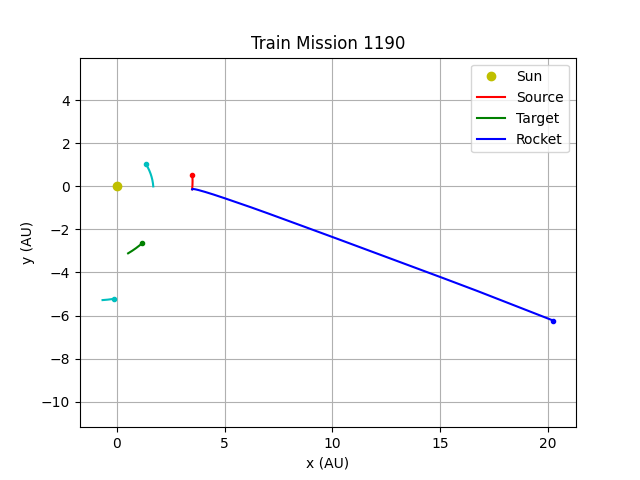 Train Mission 1190
Sun
Source
Target
Rocket
4
2
0
−2
−4
−6
−8
−10
y (AU)
0 5 10 15 20
x (AU)